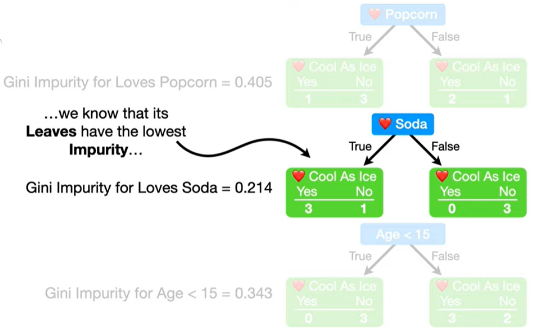 ❤️ Popcorn
True False
❤️ Cool As Ice ❤️ Cool As Ice
Yes No Yes No
1 3 2 1
Gini Impurity for Loves Popcorn = 0.405
...we know that its
Leaves have the lowest
Impurity...
❤️ Soda
True False
❤️ Cool As Ice ❤️ Cool As Ice
Yes No Yes No
3 1 0 3
Gini Impurity for Loves Soda = 0.214
Age < 15
True False
❤️ Cool As Ice ❤️ Cool As Ice
Yes No Yes No
0 3 3 2
Gini Impurity for Age < 15 = 0.343